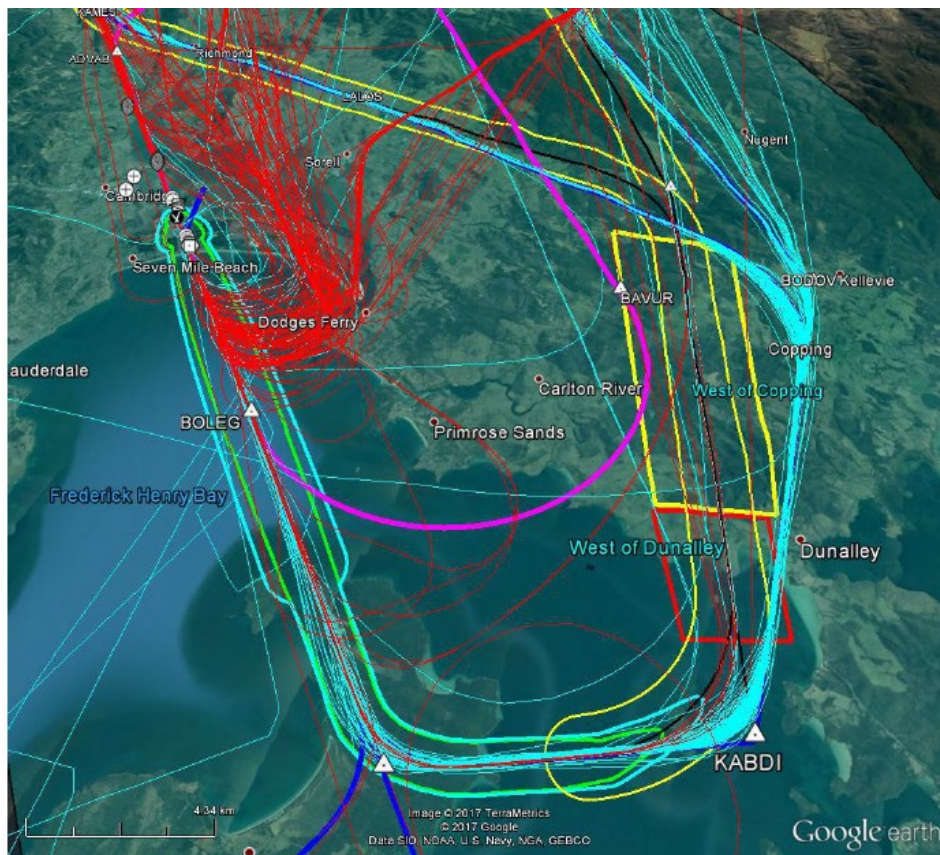 KAMES
ADVAB
Richmond
LALOS
Nugent
Sorell
Cambridg
Seven Mile Beach
BODOV Kellevie
BAVUR
Dodges Ferry
Copping
auderdale
Carlton River
West of Copping
BOLEG
Primrose Sands
Frederick Henry Bay
West of Dunalley
Dunalley
KABDI
4.34 km
Image © 2017 TerraMetrics
© 2017 Google
Data SIO, NOAA, U.S. Navy, NGA, GEBCO
Google earth